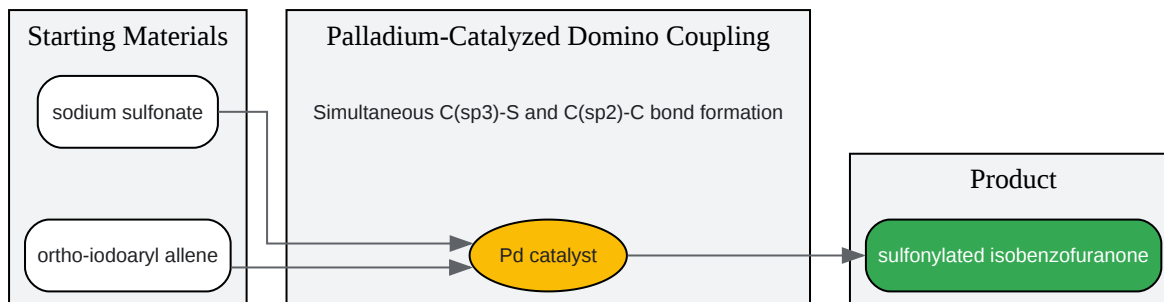 Starting Materials
sodium sulfonate
ortho-iodoaryl allene
Palladium-Catalyzed Domino Coupling
Simultaneous C(sp3)-S and C(sp2)-C bond formation
Pd catalyst
Product
sulfonylated isobenzofuranone